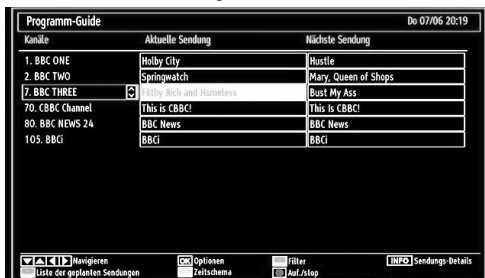 Programm-Guide Do 07/06 20:19
Kanäle Aktuelle Sendung Nächste Sendung
1. BBC ONE Holby City Hustle
2. BBC TWO Springwatch Mary, Queen of Shops
7. BBC THREE Filthy Rich and Homeless Bust My Ass
70. CBBC Channel This is CBBC! This Is CBBC!
80. BBC NEWS 24 BBC News BBC News
105. BBCi BBCi BBCi
Navigieren OK Optionen Filter INFO Sendungs-Details
Liste der geplanten Sendungen Zeitschema Auf./stop